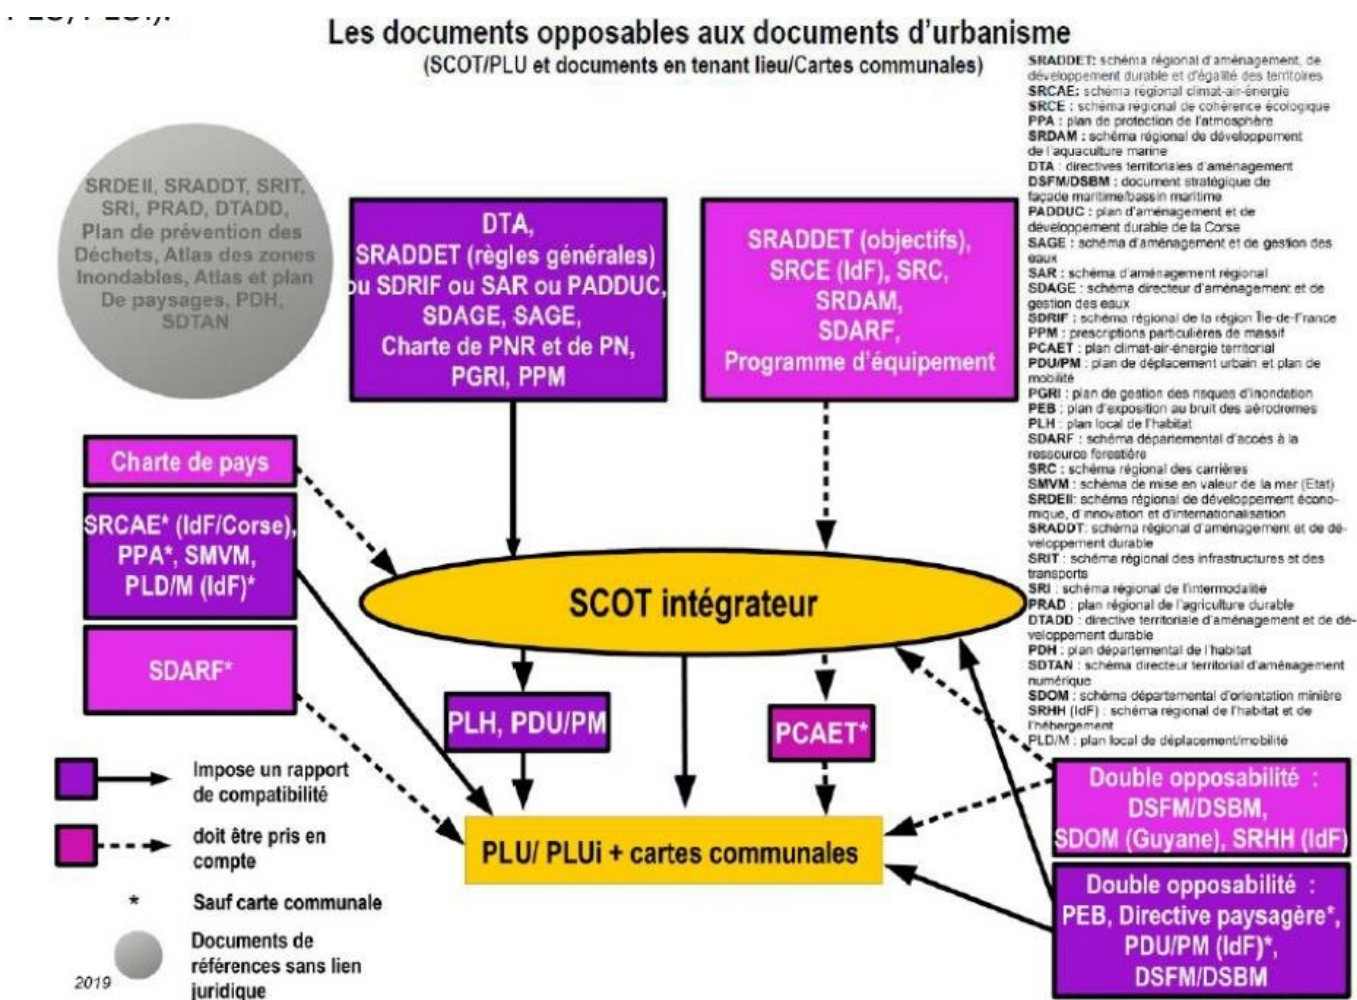 Les documents opposables aux documents d'urbanisme
(SCOT/PLU et documents en tenant lieu/Cartes communales)
SRDEII, SRADDT, SRIT,
SRI, PRAD, DTADD,
Plan de prévention des
Déchets, Atlas des zones
Inondables, Atlas et plan
De paysages, PDH,
SDTAN
DTA,
SRADDET (règles générales)
ou SDRIF ou SAR ou PADDUC,
SDAGE, SAGE,
Charte de PNR et de PN,
PGRI, PPM
SRADDET (objectifs),
SRCE (IdF), SRC,
SRDAM,
SDARF,
Programme d'équipement
SRADDET: schéma régional d'aménagement, de
développement durable et d'égalité des territoires
SRCAE: schéma régional climat-air-énergie
SRCE : schéma régional de cohérence écologique
PPA : plan de protection de l'atmosphère
SRDAM : schéma régional de développement
de l'aquaculture marine
DTA : directives territoriales d'aménagement
DSFM/DSBM : document stratégique de
façade maritime/bassin maritime
PADDUC : plan d'aménagement et de
développement durable de la Corse
SAGE : schéma d'aménagement et de gestion des
eaux
SAR : schéma d'aménagement régional
SDAGE : schéma directeur d'aménagement et de
gestion des eaux
SDRIF : schéma régional de la région Île-de-France
PPM : prescriptions particulières de massif
PCAET : plan climat-air-énergie territorial
PDU/PM : plan de déplacement urbain et plan de
mobilité
PGRI : plan de gestion des risques d'inondation
PEB : plan d'exposition au bruit des aérodromes
PLH : plan local de l'habitat
SDARF : schéma départemental d'accès à la
ressource forestière
SRC : schéma régional des carrières
SMVM : schéma de mise en valeur de la mer (Etat)
SRDEII: schéma régional de développement écono-
mique, d'innovation et d'internationalisation
SRADDT: schéma régional d'aménagement et de dé-
veloppement durable
SRIT : schéma régional des infrastructures et des
transports
SRI : schéma régional de l'intermodalité
PRAD : plan régional de l'agriculture durable
DTADD : directive territoriale d'aménagement et de dé-
veloppement durable
PDH : plan départemental de l'habitat
SDTAN : schéma directeur territorial d'aménagement
numérique
SDOM : schéma départemental d'orientation minière
SRHH (IdF) : schéma régional de l'habitat et de
l'hébergement
PLD/M : plan local de déplacement/mobilité
Charte de pays
SRCAE* (IdF/Corse),
PPA*, SMVM,
PLD/M (IdF)*
SDARF*
SCOT intégrateur
PLH, PDU/PM
PCAET*
PLU/ PLUi + cartes communales
Double opposabilité :
DSFM/DSBM,
SDOM (Guyane), SRHH (IdF)
Double opposabilité :
PEB, Directive paysagère*,
PDU/PM (IdF)*,
DSFM/DSBM
Impose un rapport
de compatibilité
doit être pris en
compte
* Sauf carte communale
Documents de
références sans lien
juridique
2019